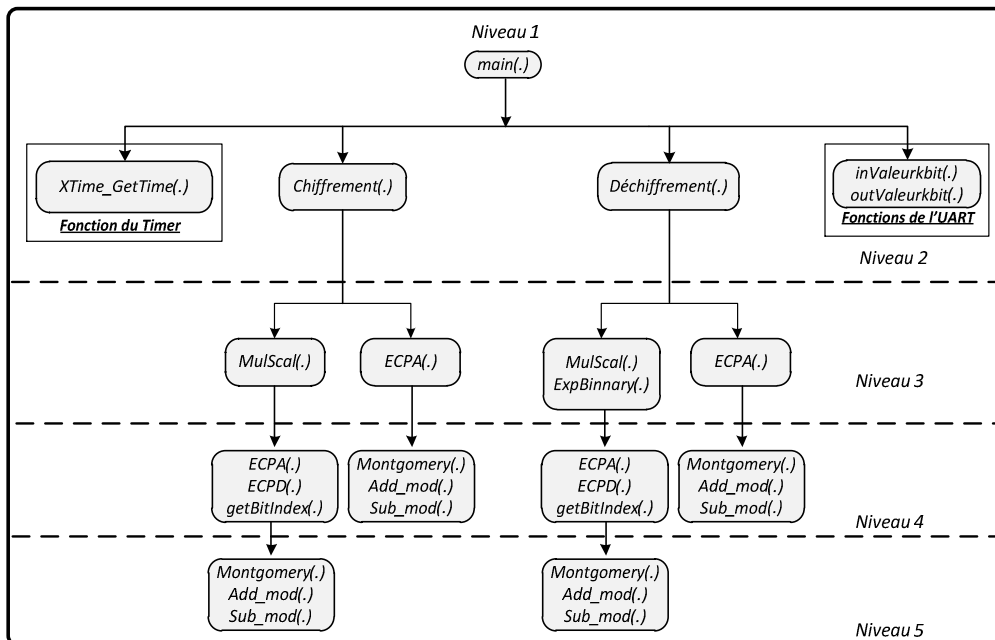 Niveau 1
main(.)
XTime_GetTime(.)
Fonction du Timer
Chiffrement(.)
Déchiffrement(.)
inValeurkbit(.)
outValeurkbit(.)
Fonctions de l'UART
Niveau 2
MulScal(.)
ECPA(.)
MulScal(.)
ExpBinnary(.)
ECPA(.)
Niveau 3
ECPA(.)
ECPD(.)
getBitIndex(.)
Montgomery(.)
Add_mod(.)
Sub_mod(.)
ECPA(.)
ECPD(.)
getBitIndex(.)
Montgomery(.)
Add_mod(.)
Sub_mod(.)
Niveau 4
Montgomery(.)
Add_mod(.)
Sub_mod(.)
Montgomery(.)
Add_mod(.)
Sub_mod(.)
Niveau 5